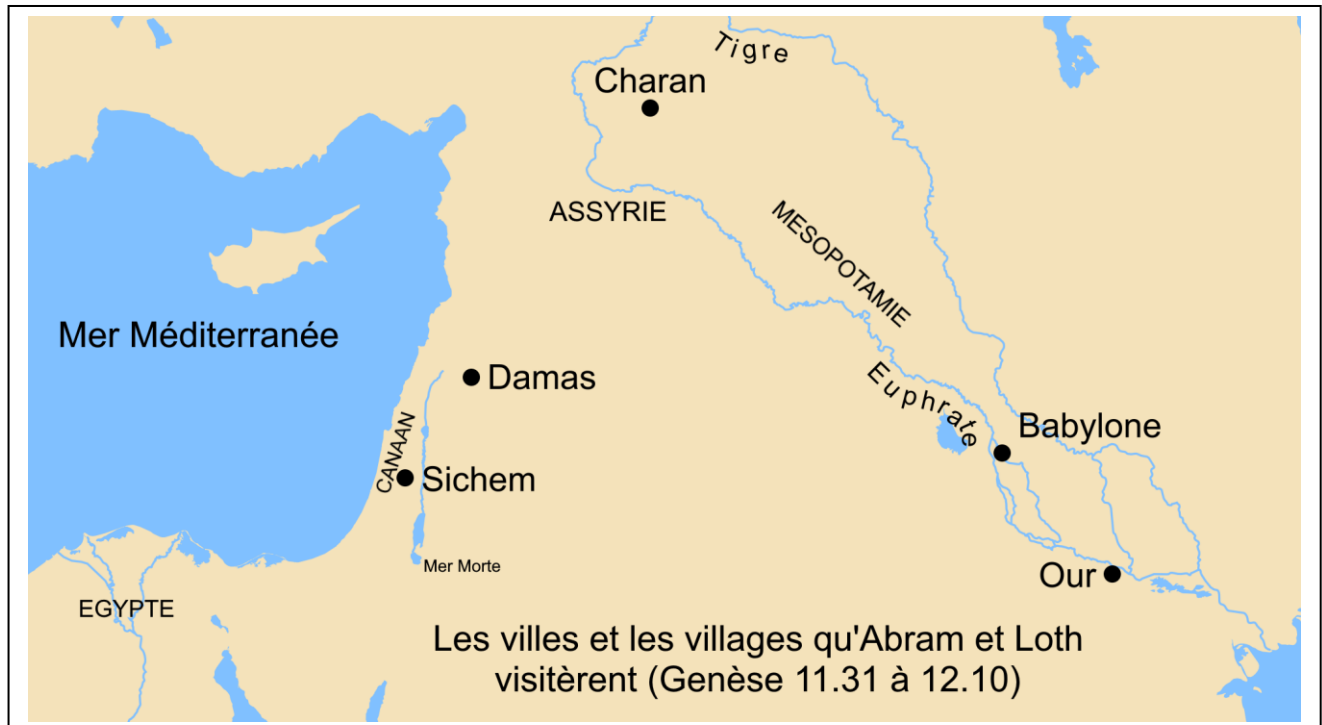 Tigre
Charan
ASSYRIE
MESOPOTAMIE
Mer Méditerranée
Damas
Euphrate
Babylone
CANAAN
Sichem
Mer Morte
Our
EGYPTE
Les villes et les villages qu'Abram et Loth
visitèrent (Genèse 11.31 à 12.10)